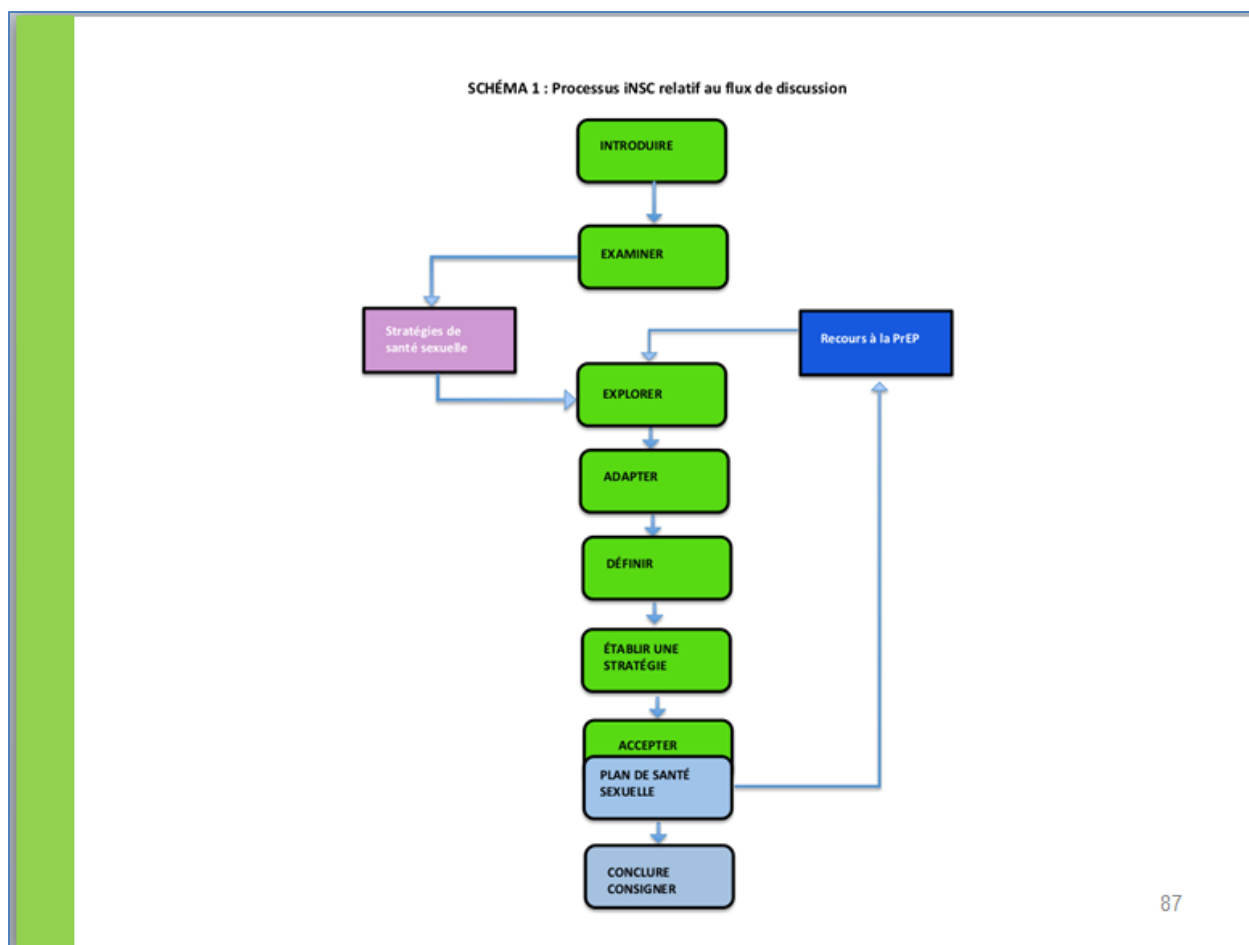 SCHÉMA 1 : Processus iNSC relatif au flux de discussion
INTRODUIRE
EXAMINER
Stratégies de
santé sexuelle
Recours à la PrEP
EXPLORER
ADAPTER
DÉFINIR
ÉTABLIR UNE
STRATÉGIE
ACCEPTER
PLAN DE SANTÉ
SEXUELLE
CONCLURE
CONSIGNER
87